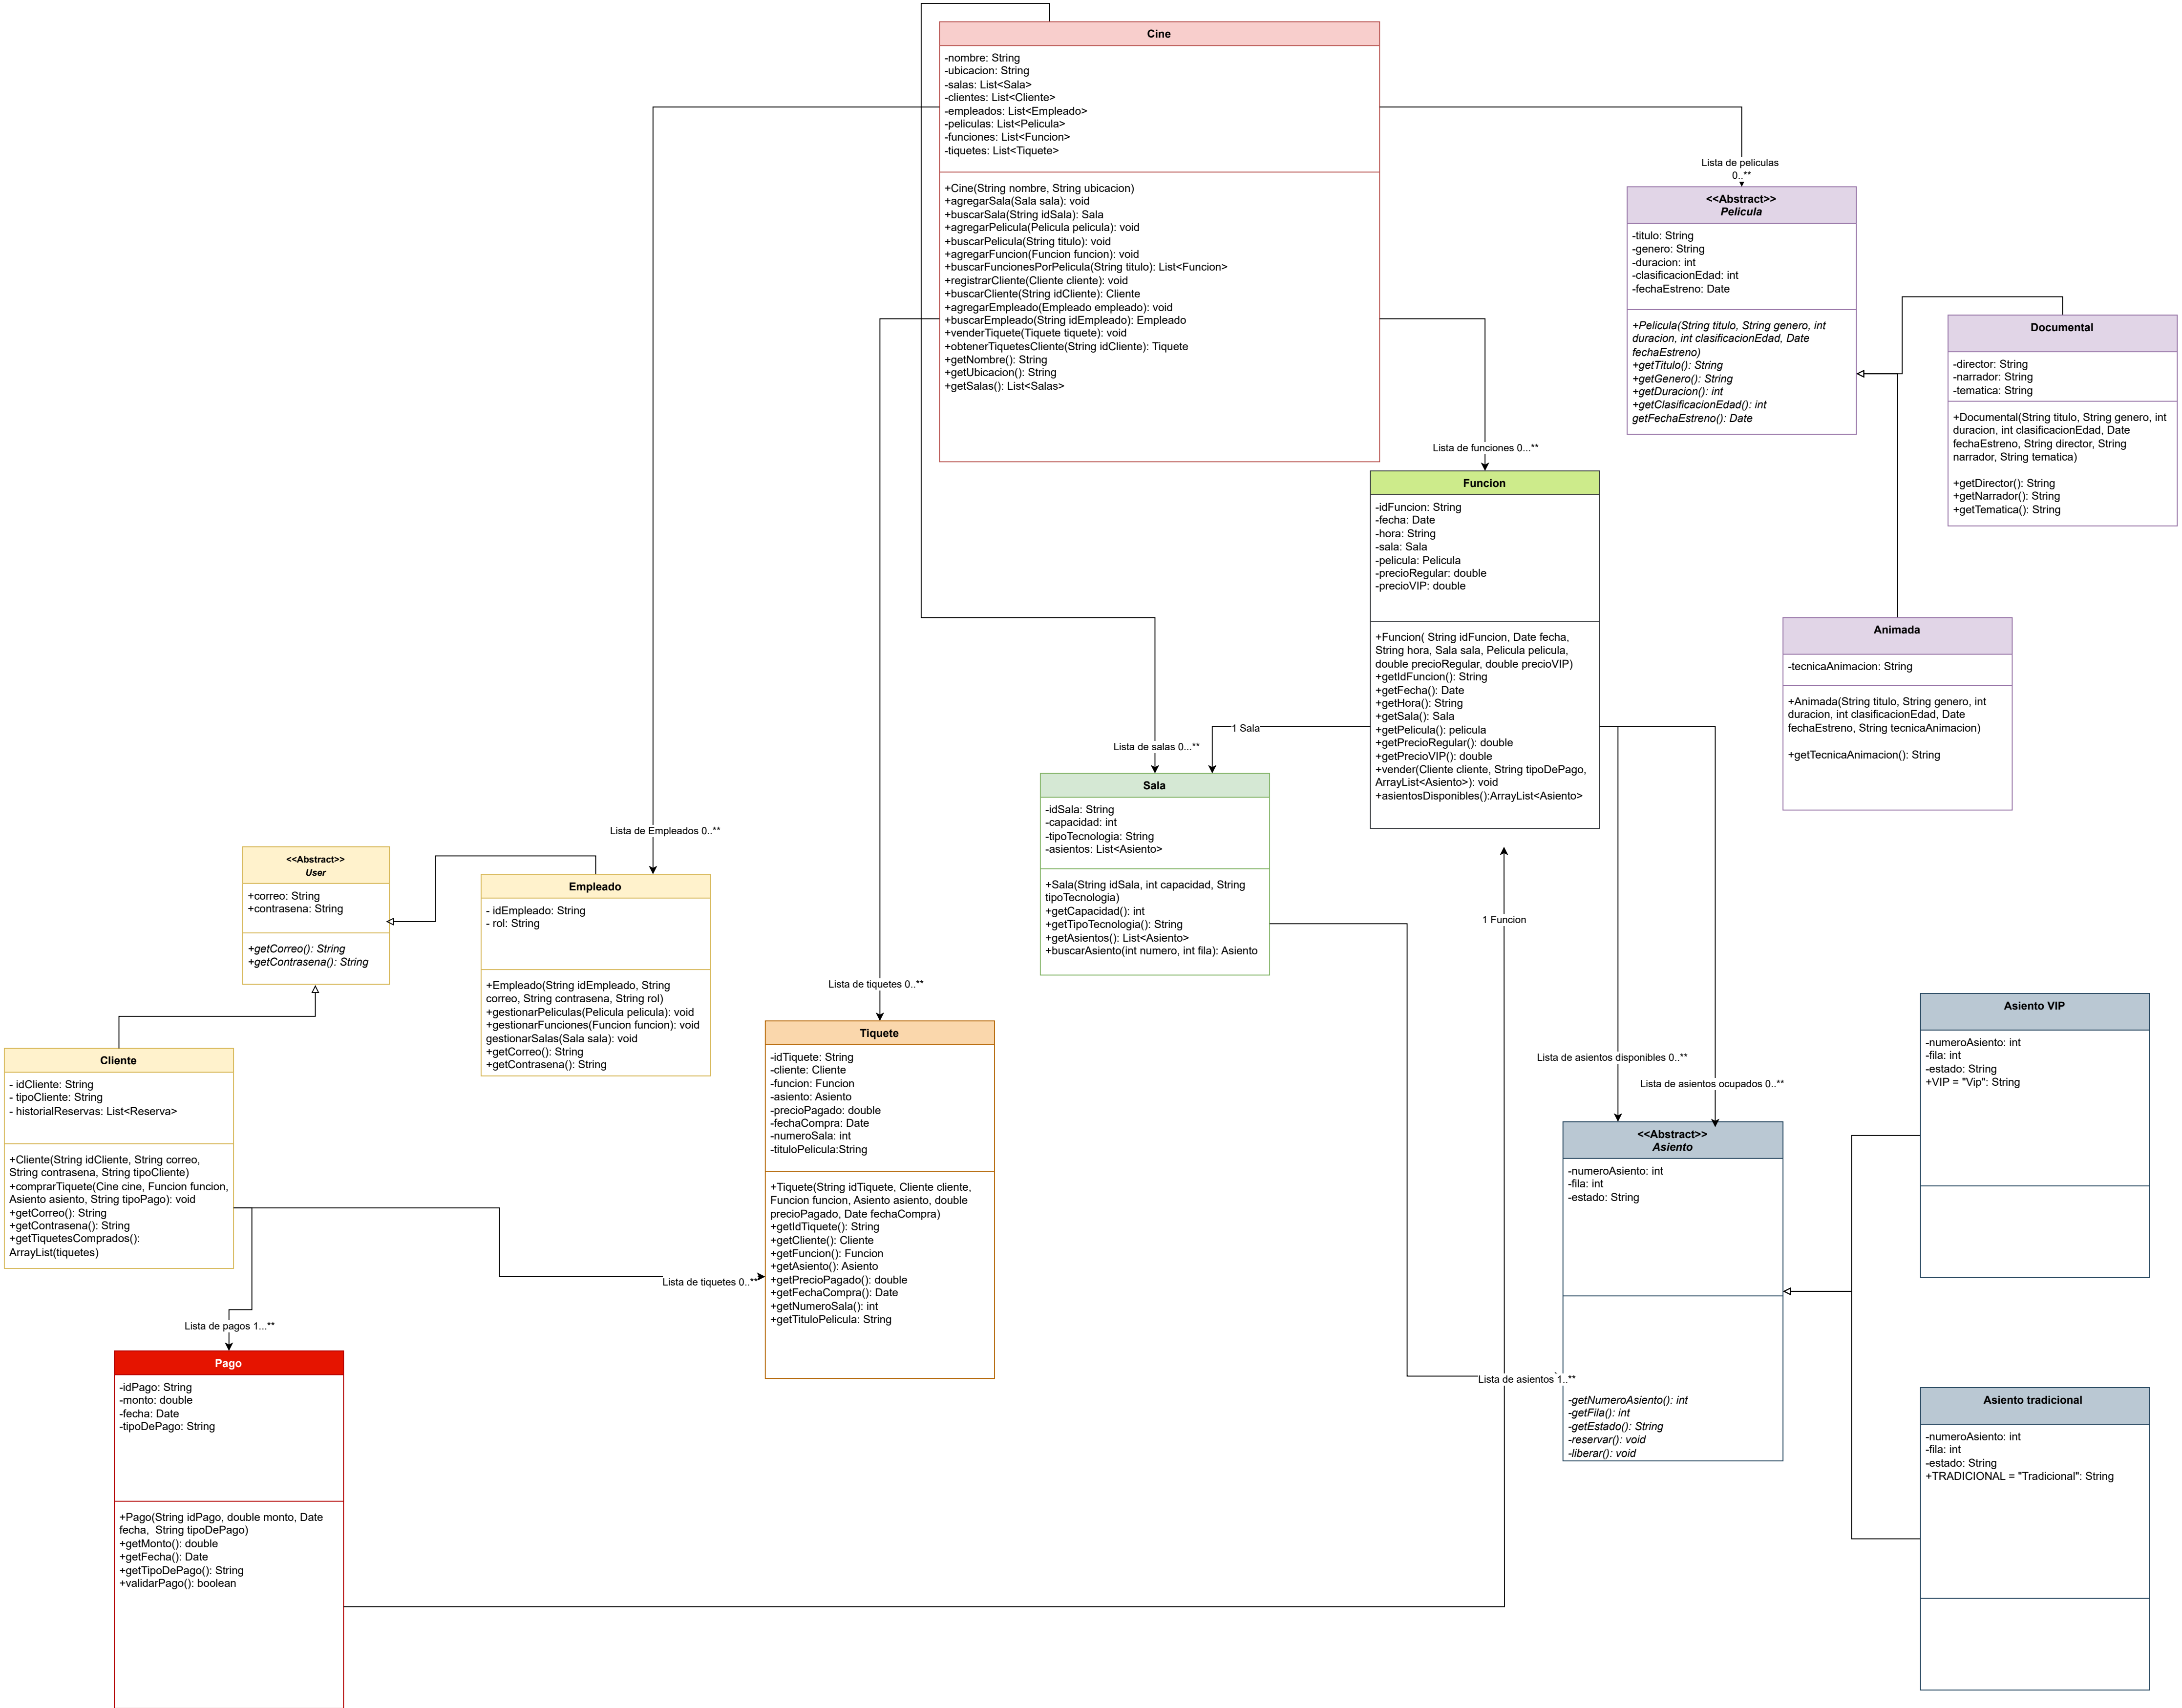 Cine
-nombre: String
-ubicacion: String
-salas: List<Sala>
-clientes: List<Cliente>
-empleados: List<Empleado>
-peliculas: List<Pelicula>
-funciones: List<Funcion>
-tiquetes: List<Tiquete>
+Cine(String nombre, String ubicacion)
+agregarSala(Sala sala): void
+buscarSala(String idSala): Sala
+agregarPelicula(Pelicula pelicula): void
+buscarPelicula(String titulo): void
+agregarFuncion(Funcion funcion): void
+buscarFuncionesPorPelicula(String titulo): List<Funcion>
+registrarCliente(Cliente cliente): void
+buscarCliente(String idCliente): Cliente
+agregarEmpleado(Empleado empleado): void
+buscarEmpleado(String idEmpleado): Empleado
+venderTiquete(Tiquete tiquete): void
+obtenerTiquetesCliente(String idCliente): Tiquete
+getNombre(): String
+getUbicacion(): String
+getSalas(): List<Salas>
Lista de peliculas
0..**
<<Abstract>>
Pelicula
-titulo: String
-genero: String
-duracion: int
-clasificacionEdad: int
-fechaEstreno: Date
+Pelicula(String titulo, String genero, int
duracion, int clasificacionEdad, Date
fechaEstreno)
+getTitulo(): String
+getGenero(): String
+getDuracion(): int
+getClasificacionEdad(): int
getFechaEstreno(): Date
Documental
-director: String
-narrador: String
-tematica: String
+Documental(String titulo, String genero, int
duracion, int clasificacionEdad, Date
fechaEstreno, String director, String
narrador, String tematica)
+getDirector(): String
+getNarrador(): String
+getTematica(): String
Lista de funciones 0...**
Funcion
-idFuncion: String
-fecha: Date
-hora: String
-sala: Sala
-pelicula: Pelicula
-precioRegular: double
-precioVIP: double
+Funcion( String idFuncion, Date fecha,
String hora, Sala sala, Pelicula pelicula,
double precioRegular, double precioVIP)
+getIdFuncion(): String
+getFecha(): Date
+getHora(): String
+getSala(): Sala
+getPelicula(): pelicula
+getPrecioRegular(): double
+getPrecioVIP(): double
+vender(Cliente cliente, String tipoDePago,
ArrayList<Asiento>): void
+asientosDisponibles():ArrayList<Asiento>
Animada
-tecnicaAnimacion: String
+Animada(String titulo, String genero, int
duracion, int clasificacionEdad, Date
fechaEstreno, String tecnicaAnimacion)
+getTecnicaAnimacion(): String
1 Sala
Lista de salas 0...**
Sala
-idSala: String
-capacidad: int
-tipoTecnologia: String
-asientos: List<Asiento>
+Sala(String idSala, int capacidad, String
tipoTecnologia)
+getCapacidad(): int
+getTipoTecnologia(): String
+getAsientos(): List<Asiento>
+buscarAsiento(int numero, int fila): Asiento
Lista de Empleados 0..**
<<Abstract>>
User
+correo: String
+contrasena: String
+getCorreo(): String
+getContrasena(): String
Empleado
- idEmpleado: String
- rol: String
+Empleado(String idEmpleado, String
correo, String contrasena, String rol)
+gestionarPeliculas(Pelicula pelicula): void
+gestionarFunciones(Funcion funcion): void
gestionarSalas(Sala sala): void
+getCorreo(): String
+getContrasena(): String
1 Funcion
Lista de tiquetes 0..**
Tiquete
-idTiquete: String
-cliente: Cliente
-funcion: Funcion
-asiento: Asiento
-precioPagado: double
-fechaCompra: Date
-numeroSala: int
-tituloPelicula:String
+Tiquete(String idTiquete, Cliente cliente,
Funcion funcion, Asiento asiento, double
precioPagado, Date fechaCompra)
+getIdTiquete(): String
+getCliente(): Cliente
+getFuncion(): Funcion
+getAsiento(): Asiento
+getPrecioPagado(): double
+getFechaCompra(): Date
+getNumeroSala(): int
+getTituloPelicula: String
Cliente
- idCliente: String
- tipoCliente: String
- historialReservas: List<Reserva>
+Cliente(String idCliente, String correo,
String contrasena, String tipoCliente)
+comprarTiquete(Cine cine, Funcion funcion,
Asiento asiento, String tipoPago): void
+getCorreo(): String
+getContrasena(): String
+getTiquetesComprados():
ArrayList(tiquetes)
Lista de tiquetes 0..**
Lista de pagos 1...**
Pago
-idPago: String
-monto: double
-fecha: Date
-tipoDePago: String
+Pago(String idPago, double monto, Date
fecha,  String tipoDePago)
+getMonto(): double
+getFecha(): Date
+getTipoDePago(): String
+validarPago(): boolean
Lista de asientos disponibles 0..**
Lista de asientos ocupados 0..**
<<Abstract>>
Asiento
-numeroAsiento: int
-fila: int
-estado: String
Lista de asientos 1..**
-getNumeroAsiento(): int
-getFila(): int
-getEstado(): String
-reservar(): void
-liberar(): void
Asiento VIP
-numeroAsiento: int
-fila: int
-estado: String
+VIP = "Vip": String
Asiento tradicional
-numeroAsiento: int
-fila: int
-estado: String
+TRADICIONAL = "Tradicional": String